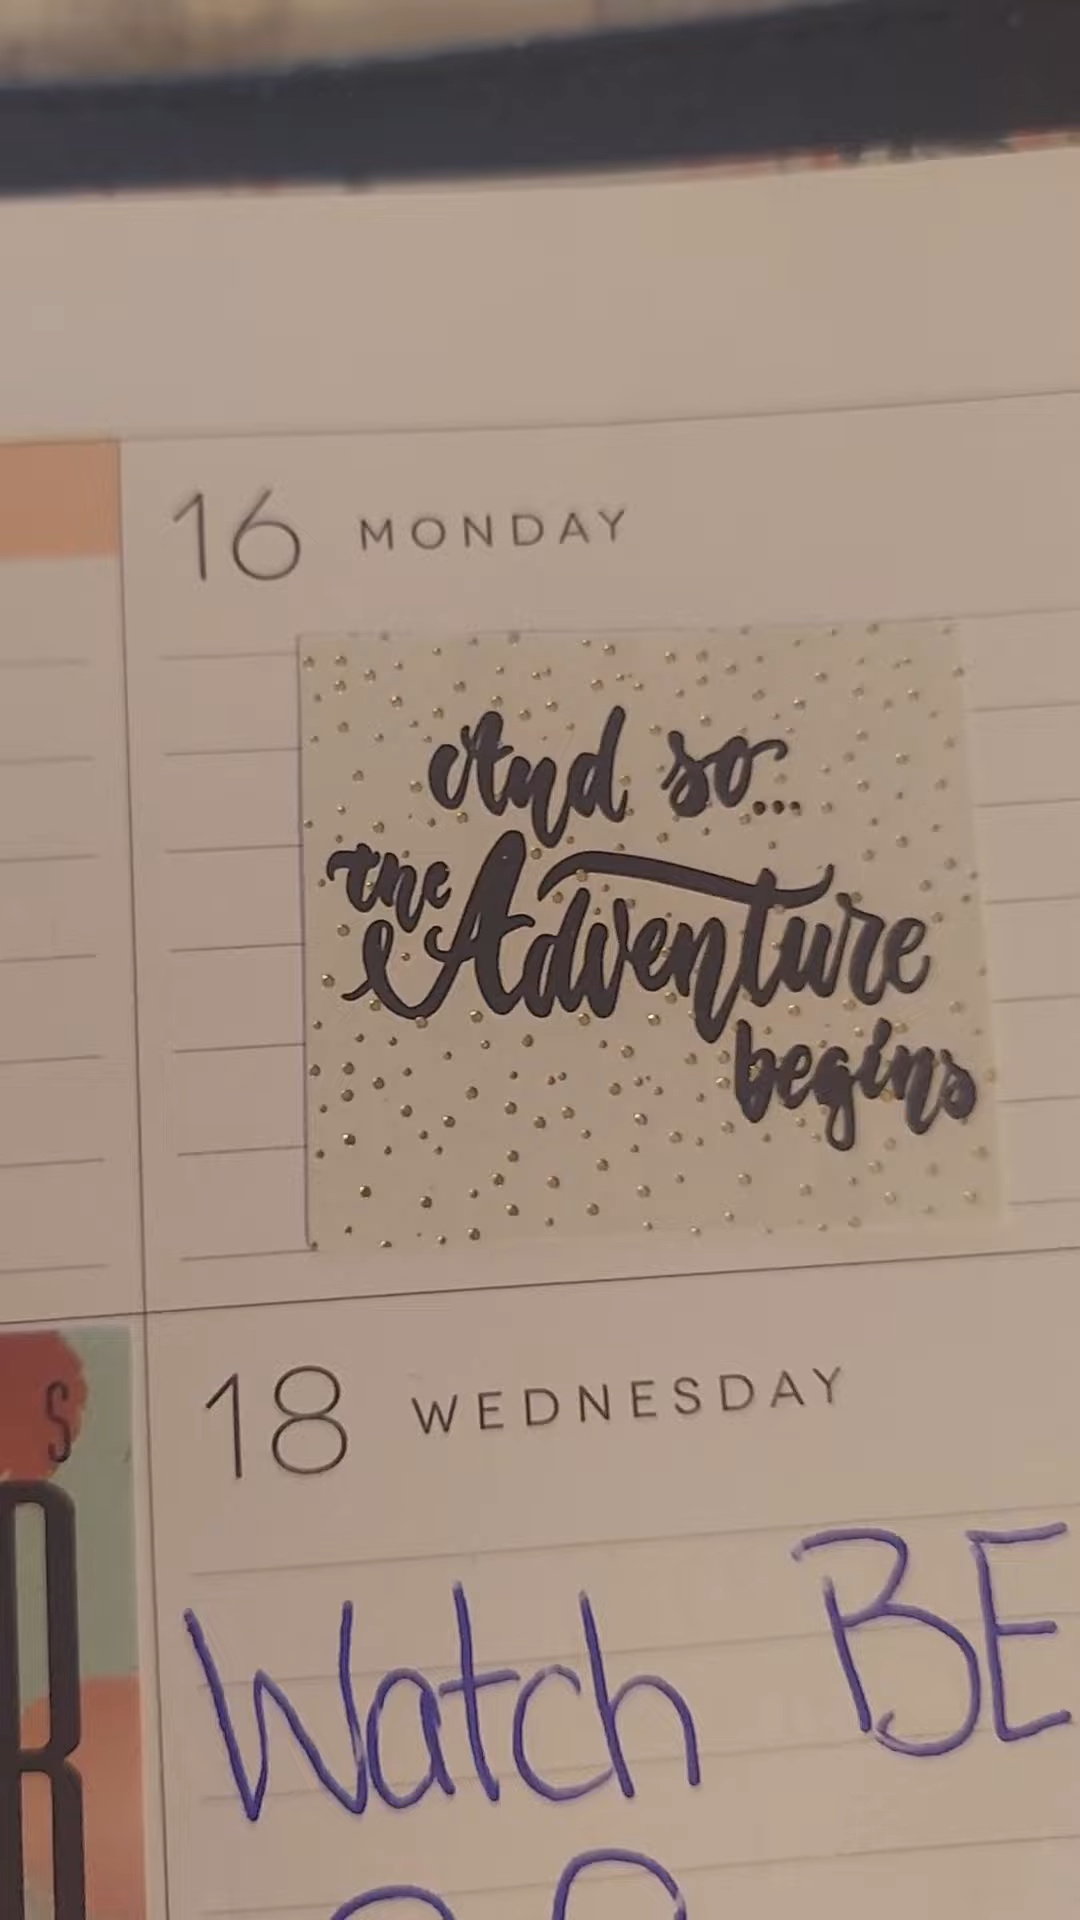 16 MONDAY
And so...
the Adventure
begins
18 WEDNESDAY
S
Watch BE